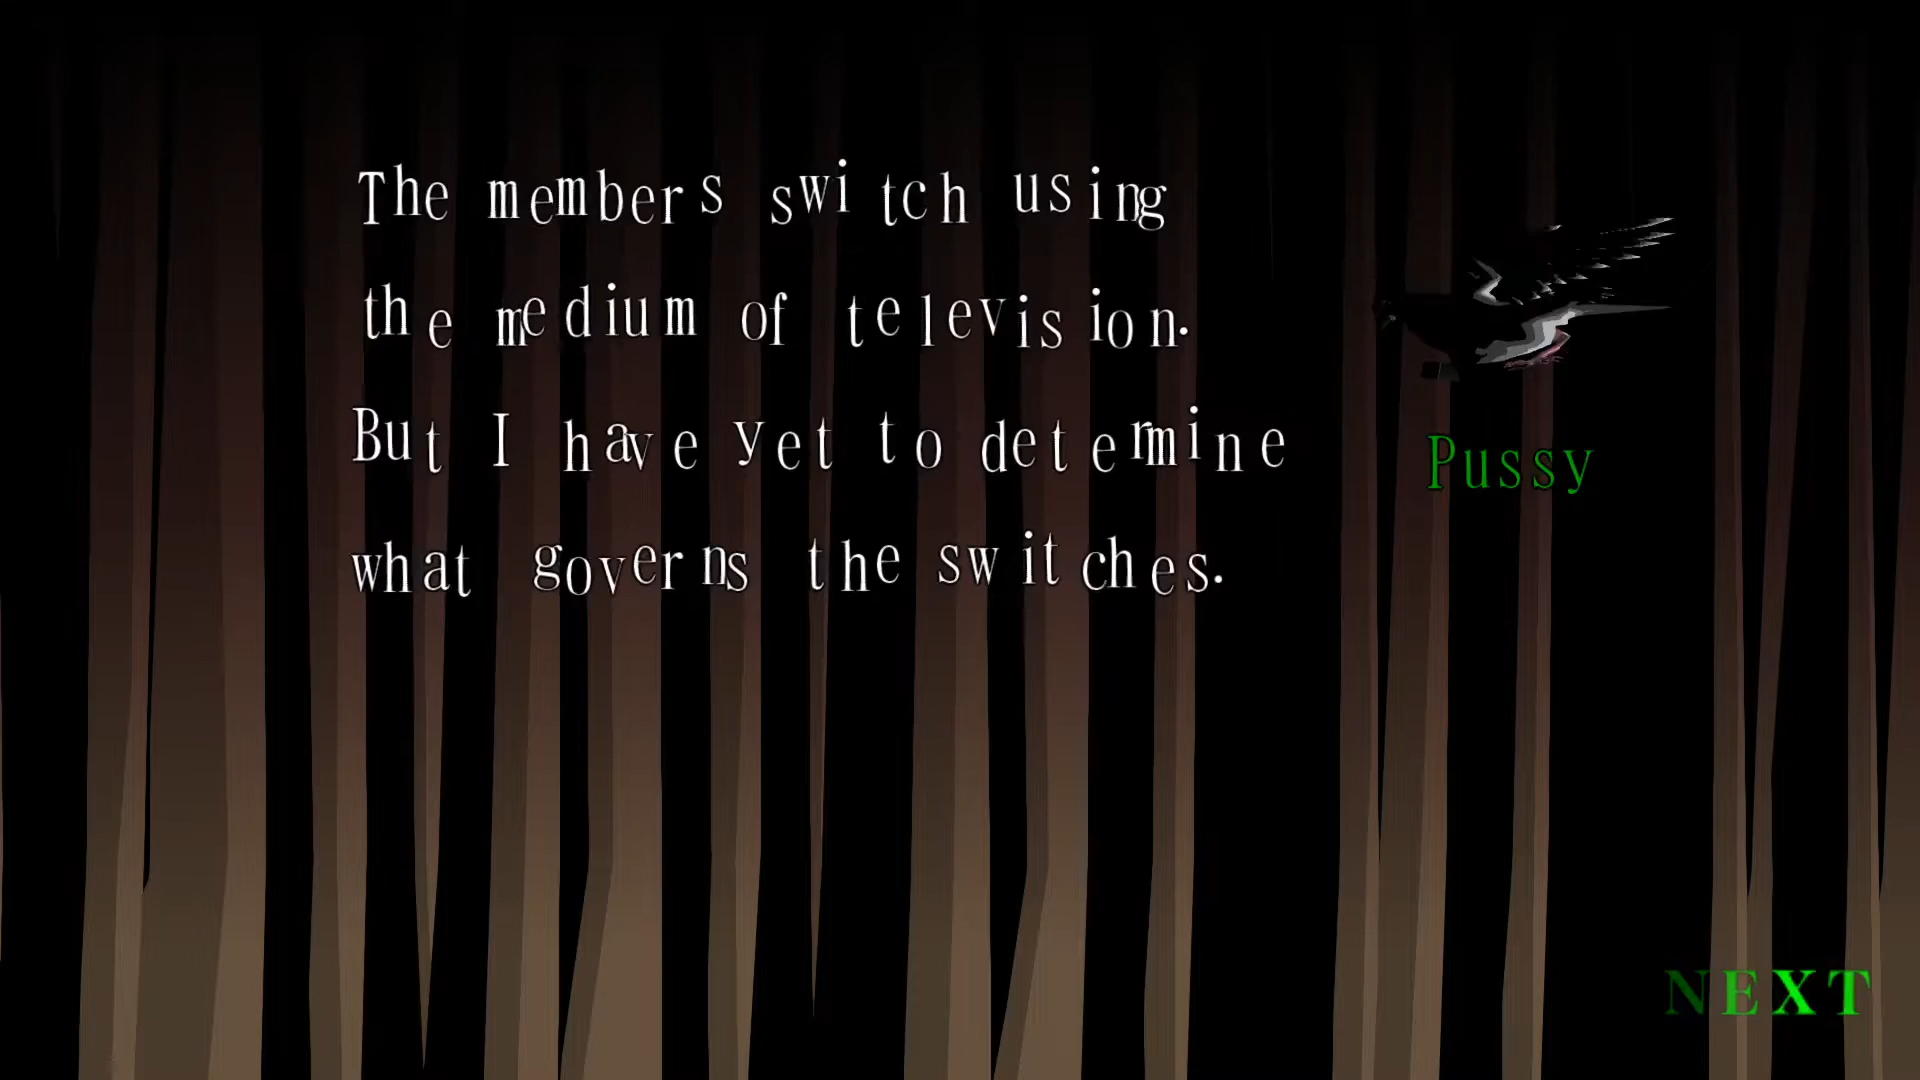 The members switch using
the medium of television.
But I have yet to determine
what governs the switches.
Pussy
NEXT